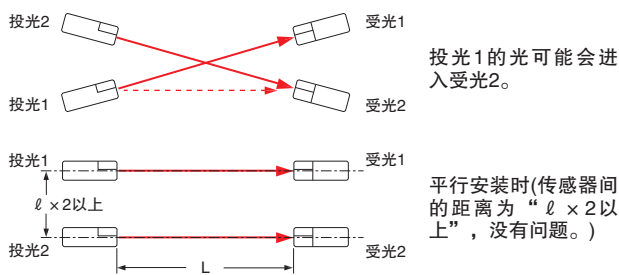 投光2
受光1
投光1
受光2
投光1的光可能会进
入受光2。
投光1
受光1
ℓ ×2以上
投光2
受光2
L
平行安装时(传感器间
的距离为“ ℓ ×2以
上”，没有问题。)